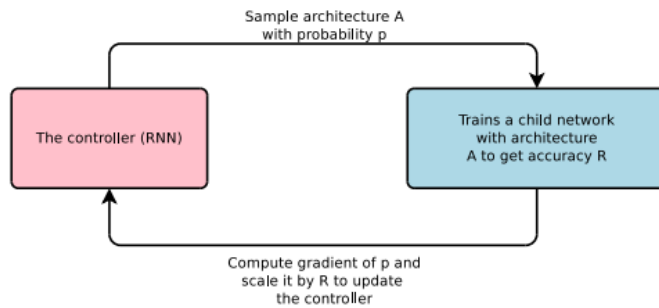 Sample architecture A
with probability p
The controller (RNN)
Trains a child network
with architecture
A to get accuracy R
Compute gradient of p and
scale it by R to update
the controller